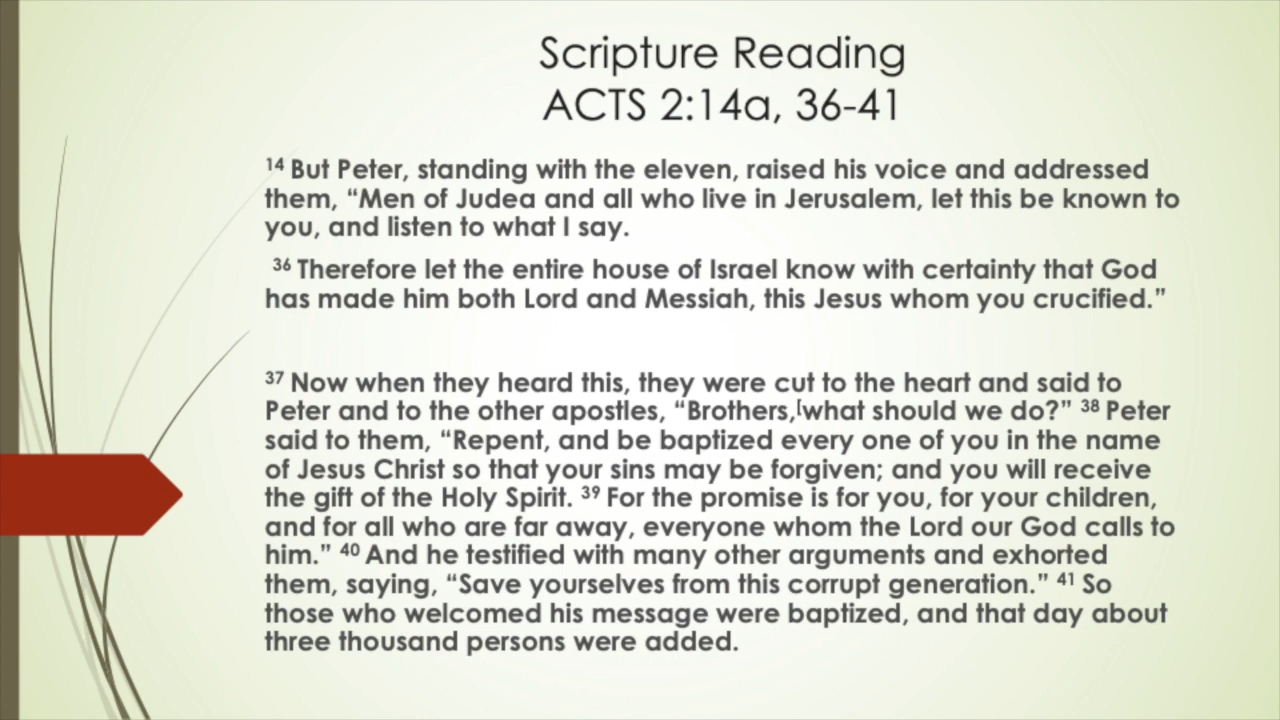 Scripture Reading
ACTS 2:14a, 36-41
14 But Peter, standing with the eleven, raised his voice and addressed
them, “Men of Judea and all who live in Jerusalem, let this be known to
you, and listen to what I say.
36 Therefore let the entire house of Israel know with certainty that God
has made him both Lord and Messiah, this Jesus whom you crucified.”
37 Now when they heard this, they were cut to the heart and said to
Peter and to the other apostles, “Brothers,[what should we do?” 38 Peter
said to them, “Repent, and be baptized every one of you in the name
of Jesus Christ so that your sins may be forgiven; and you will receive
the gift of the Holy Spirit. 39 For the promise is for you, for your children,
and for all who are far away, everyone whom the Lord our God calls to
him.” 40 And he testified with many other arguments and exhorted
them, saying, “Save yourselves from this corrupt generation.” 41 So
those who welcomed his message were baptized, and that day about
three thousand persons were added.